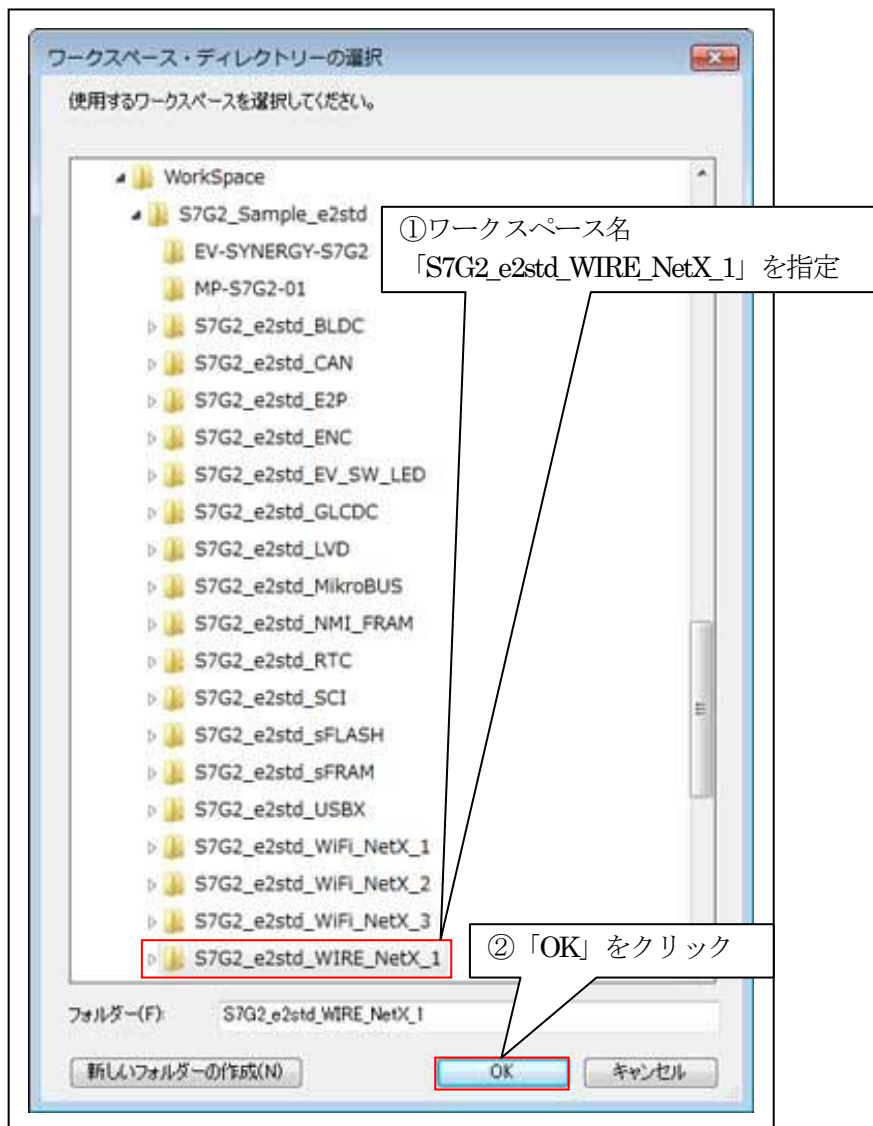 ワークスペース・ディレクトリーの選択
使用するワークスペースを選択してください。
WorkSpace
S7G2_Sample_e2std
①ワークスペース名
「S7G2_e2std_WIRE_NetX_1」を指定
EV-SYNERGY-S7G2
MP-S7G2-01
S7G2_e2std_BLDC
S7G2_e2std_CAN
S7G2_e2std_E2P
S7G2_e2std_ENC
S7G2_e2std_EV_SW_LED
S7G2_e2std_GLCDC
S7G2_e2std_LVD
S7G2_e2std_MikroBUS
S7G2_e2std_NMI_FRAM
S7G2_e2std_RTC
S7G2_e2std_SCI
S7G2_e2std_sFLASH
S7G2_e2std_sFRAM
S7G2_e2std_USBX
S7G2_e2std_WiFi_NetX_1
S7G2_e2std_WiFi_NetX_2
S7G2_e2std_WiFi_NetX_3
S7G2_e2std_WIRE_NetX_1
②「OK」をクリック
フォルダー(F): S7G2_e2std_WIRE_NetX_1
新しいフォルダーの作成(N) OK キャンセル